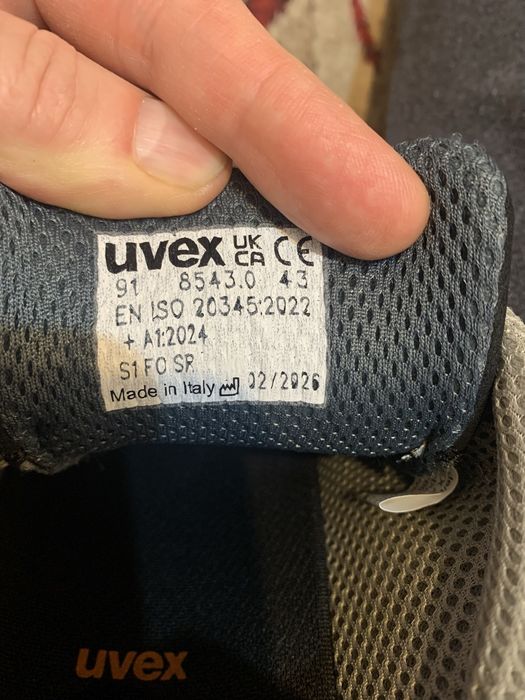 uvex UK CA CE
91 8543.0 43
EN ISO 20345:2022
+ A1:2024
S1 FO SR
Made in Italy 02/2026
uvex